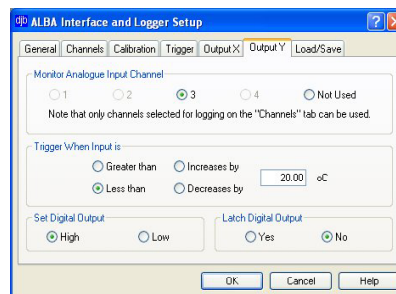 djb ALBA Interface and Logger Setup
General Channels Calibration Trigger Output X Output Y Load/Save
Monitor Analogue Input Channel
1 2 3 4 Not Used
Note that only channels selected for logging on the "Channels" tab can be used.
Trigger When Input is
Greater than Increases by
Less than Decreases by 20.00 oC
Set Digital Output Latch Digital Output
High Low Yes No
OK Cancel Help